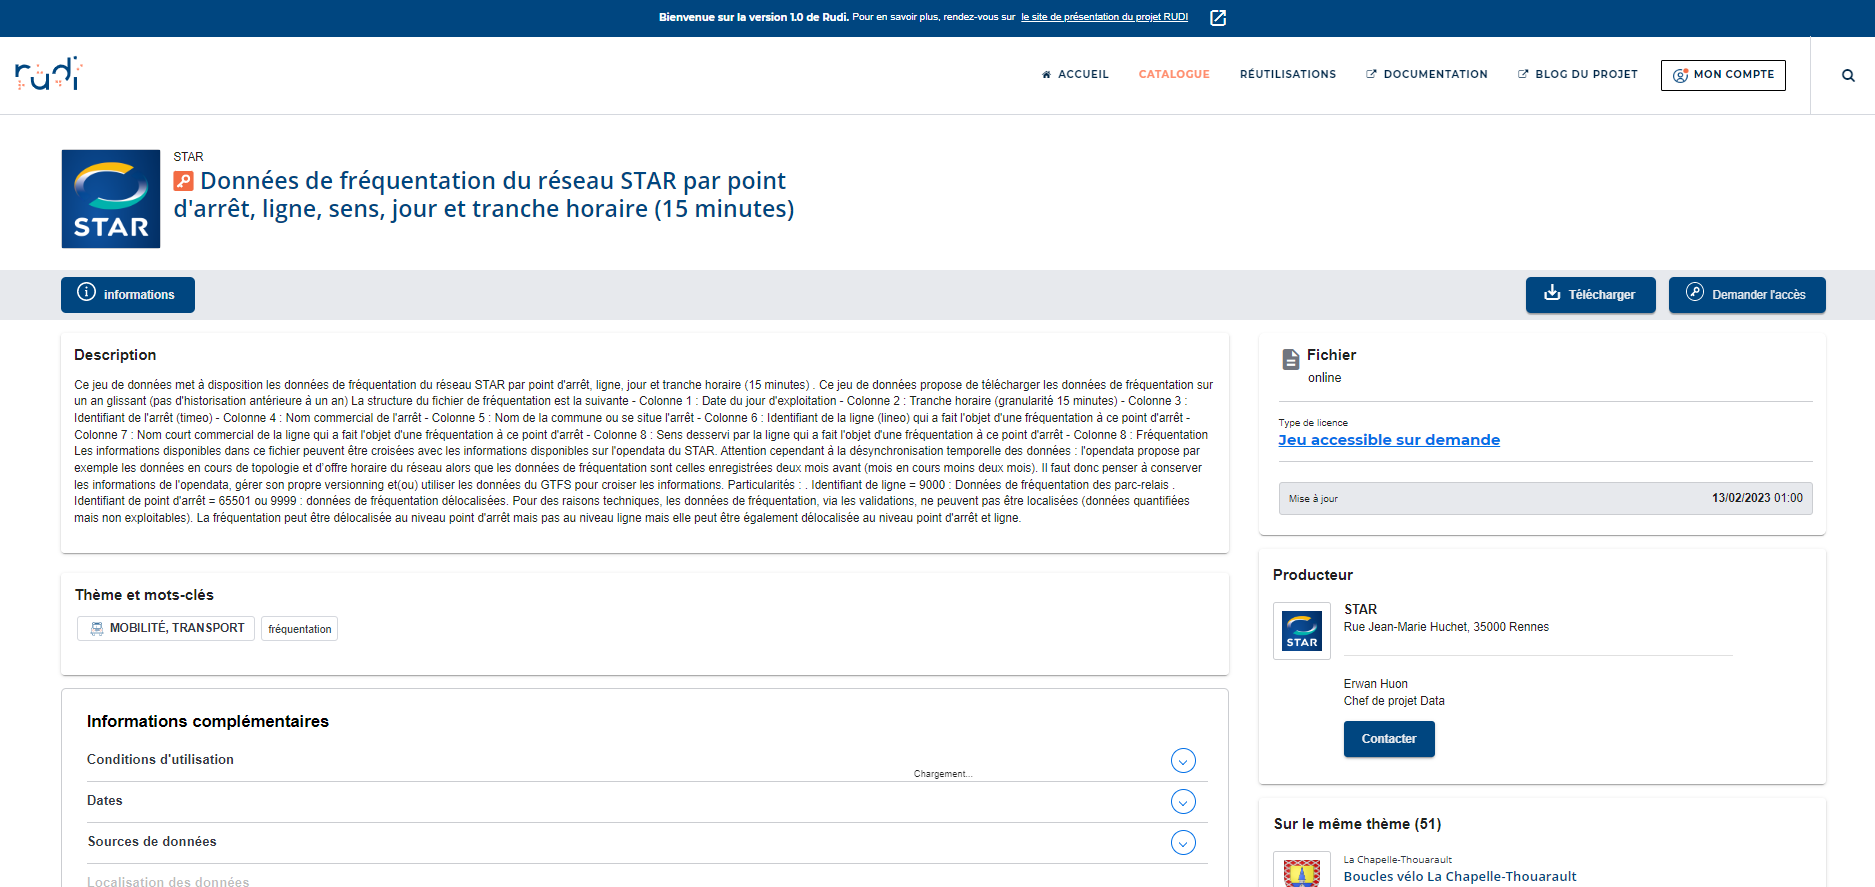 Bienvenue sur la version 1.0 de Rudi. Pour en savoir plus, rendez-vous sur le site de présentation du projet RUDI
rudi
ACCUEIL
CATALOGUE
RÉUTILISATIONS
DOCUMENTATION
BLOG DU PROJET
MON COMPTE
STAR
STAR
Données de fréquentation du réseau STAR par point
d'arrêt, ligne, sens, jour et tranche horaire (15 minutes)
informations
Télécharger
Demander l'accès
Description
Ce jeu de données met à disposition les données de fréquentation du réseau STAR par point d'arrêt, ligne, jour et tranche horaire (15 minutes) . Ce jeu de données propose de télécharger les données de fréquentation sur
un an glissant (pas d'historisation antérieure à un an) La structure du fichier de fréquentation est la suivante - Colonne 1 : Date du jour d'exploitation - Colonne 2 : Tranche horaire (granularité 15 minutes) - Colonne 3 :
Identifiant de l'arrêt (timeo) - Colonne 4 : Nom commercial de l'arrêt - Colonne 5 : Nom de la commune ou se situe l'arrêt - Colonne 6 : Identifiant de la ligne (lineo) qui a fait l'objet d'une fréquentation à ce point d'arrêt -
Colonne 7 : Nom court commercial de la ligne qui a fait l'objet d'une fréquentation à ce point d'arrêt - Colonne 8 : Sens desservi par la ligne qui a fait l'objet d'une fréquentation à ce point d'arrêt - Colonne 8 : Fréquentation
Les informations disponibles dans ce fichier peuvent être croisées avec les informations disponibles sur l'opendata du STAR. Attention cependant à la désynchronisation temporelle des données : l'opendata propose par
exemple les données en cours de topologie et d'offre horaire du réseau alors que les données de fréquentation sont celles enregistrées deux mois avant (mois en cours moins deux mois). Il faut donc penser à conserver
les informations de l'opendata, gérer son propre versionning et(ou) utiliser les données du GTFS pour croiser les informations. Particularités : . Identifiant de ligne = 9000 : Données de fréquentation des parc-relais .
Identifiant de point d'arrêt = 65501 ou 9999 : données de fréquentation délocalisées. Pour des raisons techniques, les données de fréquentation, via les validations, ne peuvent pas être localisées (données quantifiées
mais non exploitables). La fréquentation peut être délocalisée au niveau point d'arrêt mais pas au niveau ligne mais elle peut être également délocalisée au niveau point d'arrêt et ligne.
Thème et mots-clés
MOBILITÉ, TRANSPORT
fréquentation
Informations complémentaires
Conditions d'utilisation
Chargement...
Dates
Sources de données
Localisation des données
Fichier
online
Type de licence
Jeu accessible sur demande
Mise à jour
13/02/2023 01:00
Producteur
STAR
STAR
Rue Jean-Marie Huchet, 35000 Rennes
Erwan Huon
Chef de projet Data
Contacter
Sur le même thème (51)
La Chapelle-Thouarault
Boucles vélo La Chapelle-Thouarault